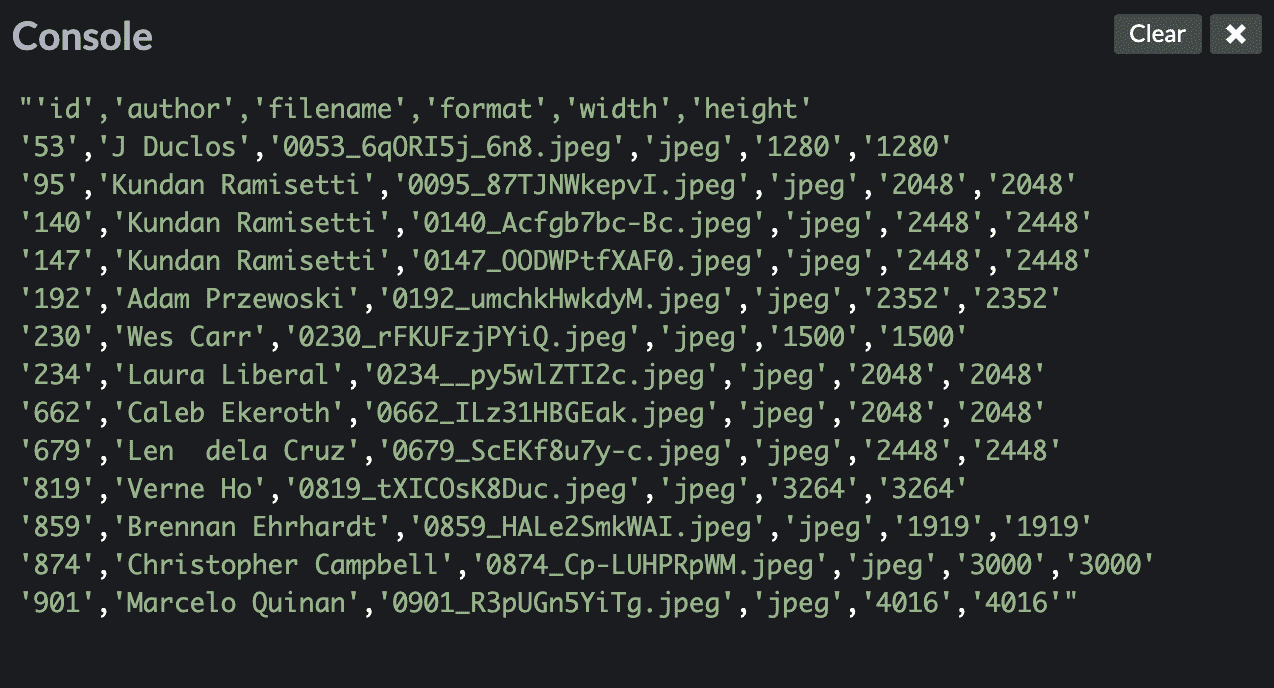 Console
Clear ✖
"'id','author','filename','format','width','height'
'53','J Duclos','0053_6qORI5j_6n8.jpeg','jpeg','1280','1280'
'95','Kundan Ramisetti','0095_87TJNWkepvI.jpeg','jpeg','2048','2048'
'140','Kundan Ramisetti','0140_Acfgb7bc-Bc.jpeg','jpeg','2448','2448'
'147','Kundan Ramisetti','0147_OODWPtfXAF0.jpeg','jpeg','2448','2448'
'192','Adam Przewoski','0192_umchkHwkdyM.jpeg','jpeg','2352','2352'
'230','Wes Carr','0230_rFKUFzjPYiQ.jpeg','jpeg','1500','1500'
'234','Laura Liberal','0234__py5wlZTI2c.jpeg','jpeg','2048','2048'
'662','Caleb Ekeroth','0662_ILz31HBGEak.jpeg','jpeg','2048','2048'
'679','Len  dela Cruz','0679_ScEKf8u7y-c.jpeg','jpeg','2448','2448'
'819','Verne Ho','0819_tXICOsK8Duc.jpeg','jpeg','3264','3264'
'859','Brennan Ehrhardt','0859_HALe2SmkWAI.jpeg','jpeg','1919','1919'
'874','Christopher Campbell','0874_Cp-LUHPRpWM.jpeg','jpeg','3000','3000'
'901','Marcelo Quinan','0901_R3pUGn5YiTg.jpeg','jpeg','4016','4016'"